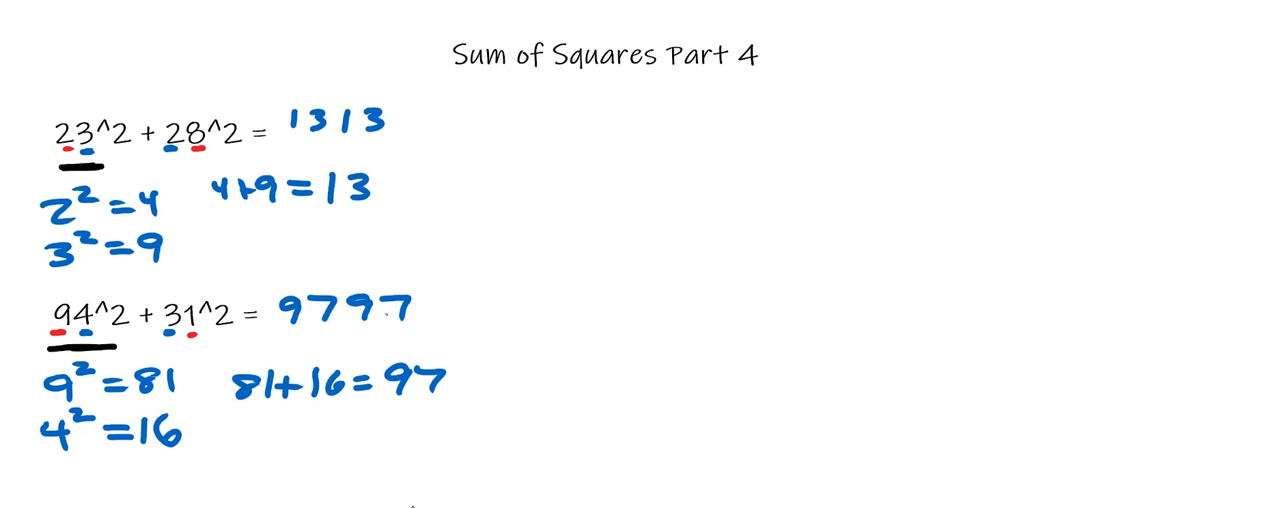 Sum of Squares Part 4
23^2 + 28^2 = 1313
2² = 4 4+9 = 13
3² = 9
94^2 + 31^2 = 9797
9² = 81 81+16 = 97
4² = 16